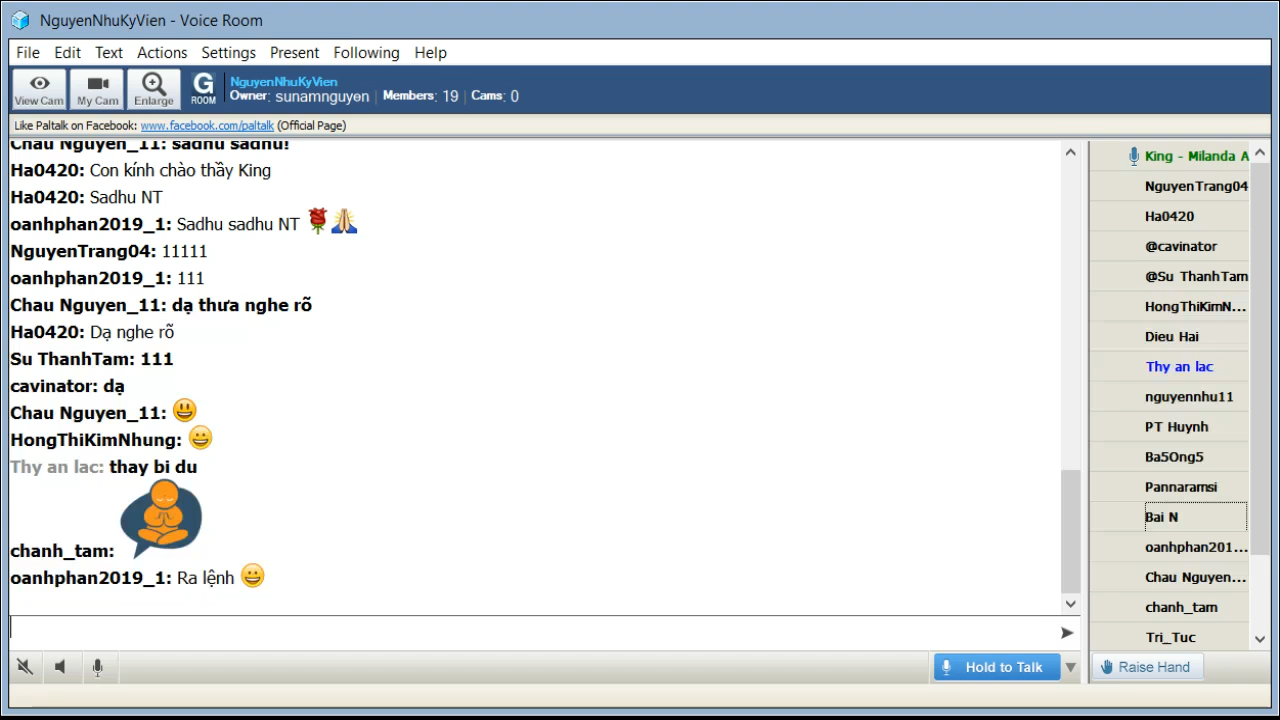 NguyenNhuKyVien - Voice Room
File Edit Text Actions Settings Present Following Help
View Cam My Cam Enlarge G ROOM
NguyenNhuKyVien
Owner: sunamnguyen | Members: 19 | Cams: 0
Like Paltalk on Facebook: www.facebook.com/paltalk (Official Page)
Chau Nguyen_11: sadhu sadhu!
Ha0420: Con kính chào thầy King
Ha0420: Sadhu NT
oanhphan2019_1: Sadhu sadhu NT
NguyenTrang04: 11111
oanhphan2019_1: 111
Chau Nguyen_11: dạ thưa nghe rõ
Ha0420: Dạ nghe rõ
Su ThanhTam: 111
cavinator: dạ
Chau Nguyen_11:
HongThiKimNhung:
Thy an lac: thay bi du
chanh_tam:
oanhphan2019_1: Ra lệnh
King - Milanda A
NguyenTrang04
Ha0420
@cavinator
@Su ThanhTam
HongThiKimN...
Dieu Hai
Thy an lac
nguyennhu11
PT Huynh
Ba5Ong5
Pannaramsi
Bai N
oanhphan201...
Chau Nguyen...
chanh_tam
Tri_Tuc
Hold to Talk
Raise Hand